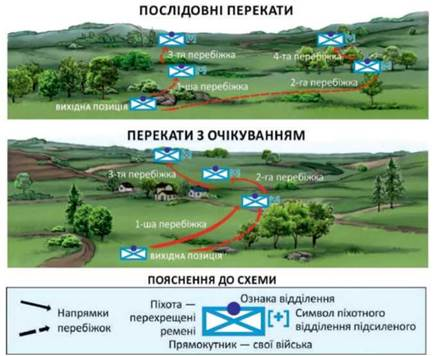 ПОСЛІДОВНІ ПЕРЕКАТИ
3-тя перебіжка
4-та перебіжка
1-ша перебіжка
2-га перебіжка
ВИХІДНА ПОЗИЦІЯ
ПЕРЕКАТИ З ОЧІКУВАННЯМ
3-тя перебіжка
2-га перебіжка
1-ша перебіжка
ВИХІДНА ПОЗИЦІЯ
ПОЯСНЕННЯ ДО СХЕМИ
Напрямки
перебіжок
Піхота —
перехрещені
ремені
Ознака відділення
[+] Символ піхотного
відділення підсиленого
Прямокутник — свої війська